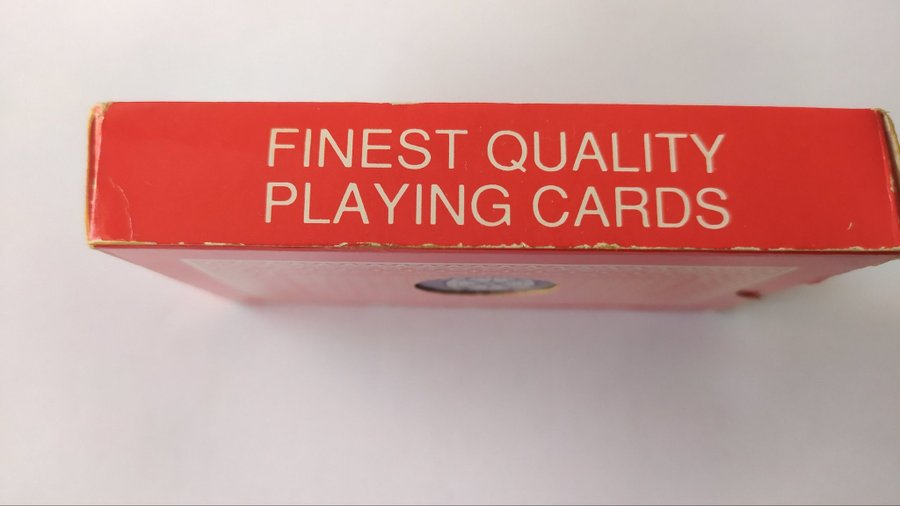 FINEST QUALITY
PLAYING CARDS